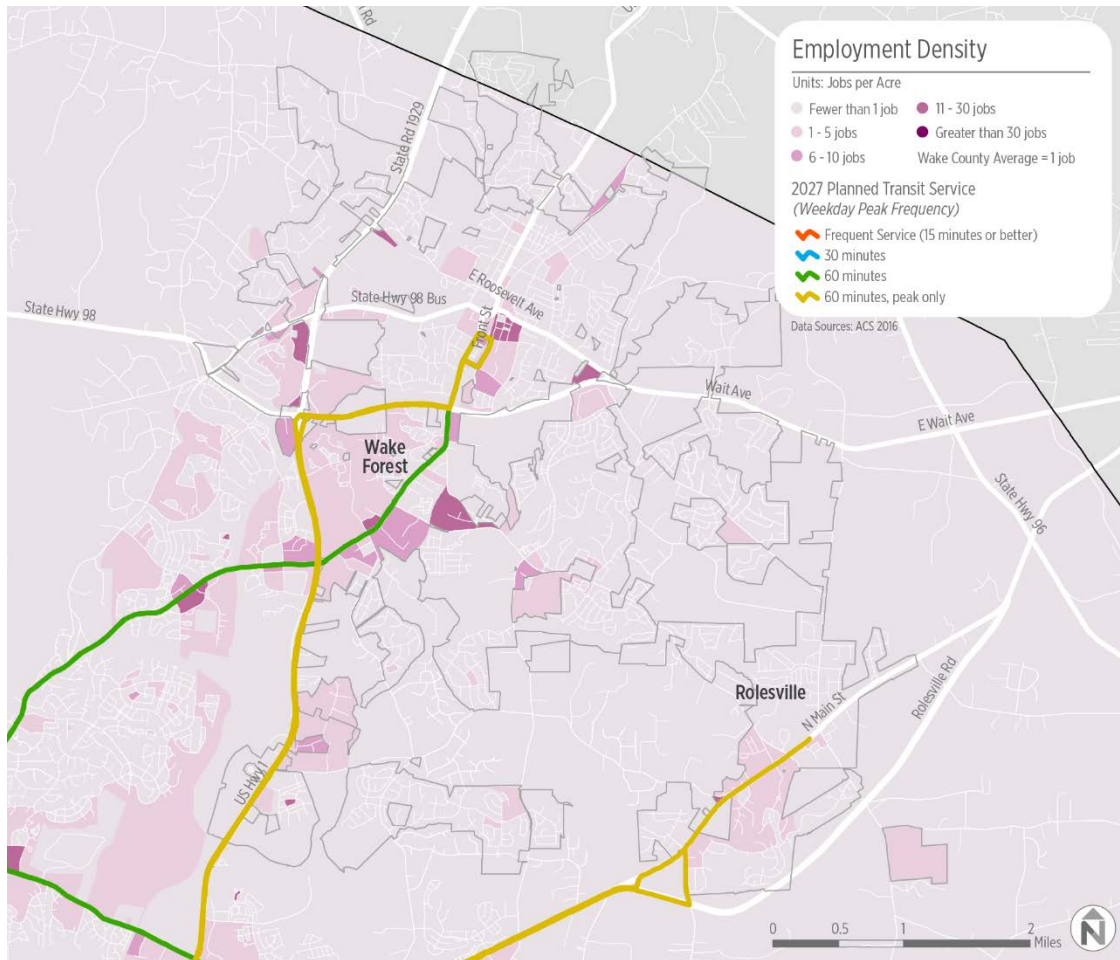 Employment Density
Units: Jobs per Acre
Fewer than 1 job
1 - 5 jobs
6 - 10 jobs
11 - 30 jobs
Greater than 30 jobs
Wake County Average = 1 job
2027 Planned Transit Service
(Weekday Peak Frequency)
Frequent Service (15 minutes or better)
30 minutes
60 minutes
60 minutes, peak only
Data Sources: ACS 2016
State Rd 1929
E Roosevelt Ave
State Hwy 98 Bus
State Hwy 98
Front St
Wait Ave
E Wait Ave
Wake
Forest
State Hwy 96
Rolesville
N Main St
Rolesville Rd
US Hwy 1
0 0.5 1 2
Miles
N